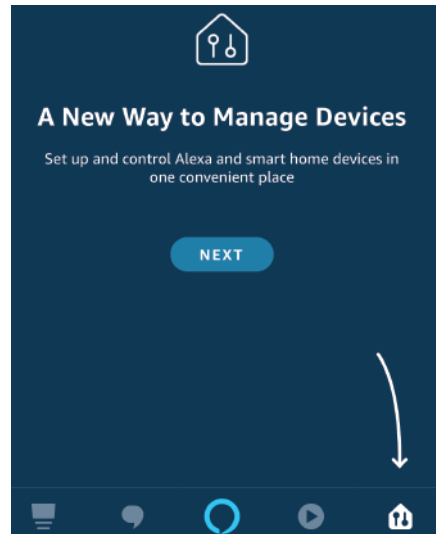 A New Way to Manage Devices
Set up and control Alexa and smart home devices in
one convenient place
NEXT